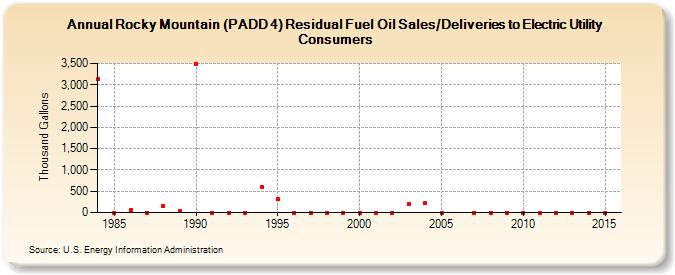 Annual Rocky Mountain (PADD 4) Residual Fuel Oil Sales/Deliveries to Electric Utility
Consumers
Thousand Gallons
3,500
3,000
2,500
2,000
1,500
1,000
500
0
1985 1990 1995 2000 2005 2010 2015
Source: U.S. Energy Information Administration